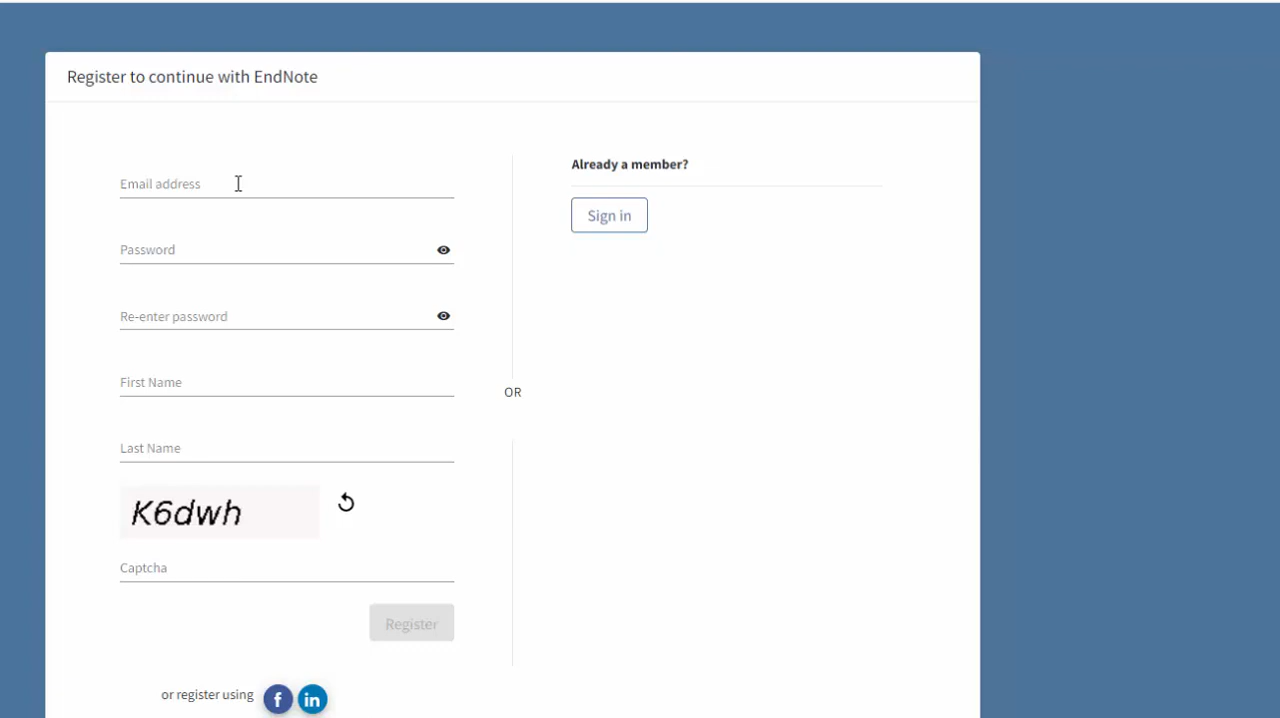 Register to continue with EndNote
Email address
Password
Re-enter password
First Name
Last Name
K6dwh
Captcha
Register
or register using
f
in
OR
Already a member?
Sign in